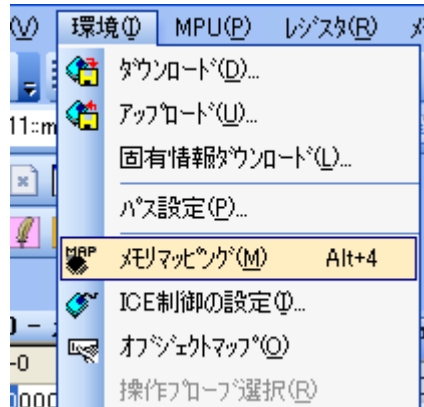 (V) 環境(I) MPU(P) ﾚｼﾞｽﾀ(R)
ﾀﾞｳﾝﾛｰﾄﾞ(D)...
11::m ｱｯﾌﾟﾛｰﾄﾞ(U)...
固有情報ﾀﾞｳﾝﾛｰﾄﾞ(L)...
ﾊﾟｽ設定(P)...
MAP ﾒﾓﾘﾏｯﾋﾟﾝｸﾞ(M) Alt+4
ICE制御の設定(I)...
ｵﾌﾞｼﾞｪｸﾄﾏｯﾌﾟ(O)
-0
操作ﾌﾟﾛｰﾌﾞ選択(R)
000